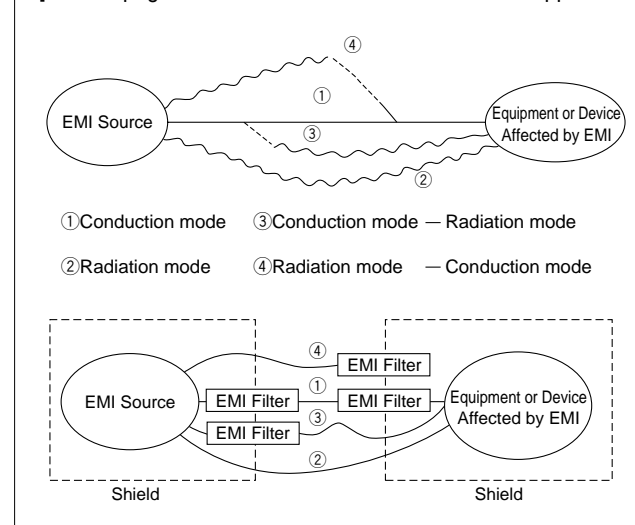 ④
①
EMI Source
Equipment or Device
Affected by EMI
③
②
①Conduction mode ③Conduction mode — Radiation mode
②Radiation mode ④Radiation mode — Conduction mode
④
EMI Filter
①
EMI Source
EMI Filter
EMI Filter
Equipment or Device
Affected by EMI
③
EMI Filter
②
Shield
Shield